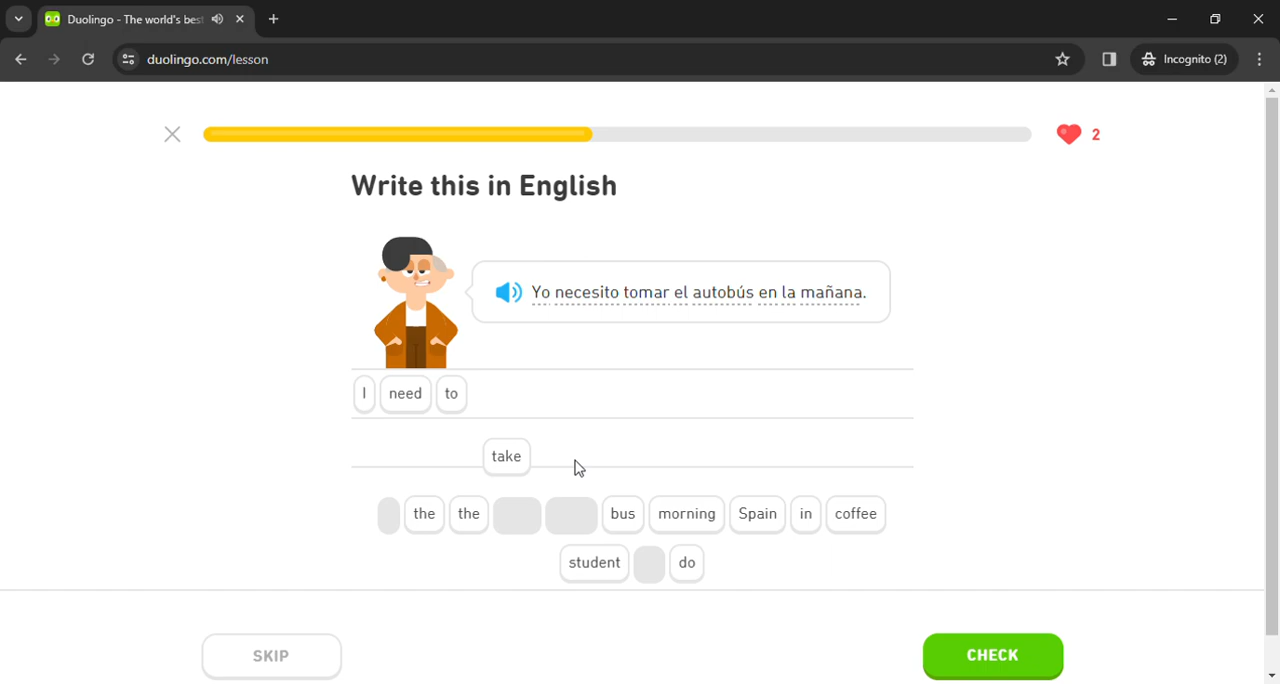 Duolingo - The world's bes
duolingo.com/lesson
Incognito (2)
2
Write this in English
Yo necesito tomar el autobús en la mañana.
I need to
take
the the bus morning Spain in coffee
student do
SKIP CHECK